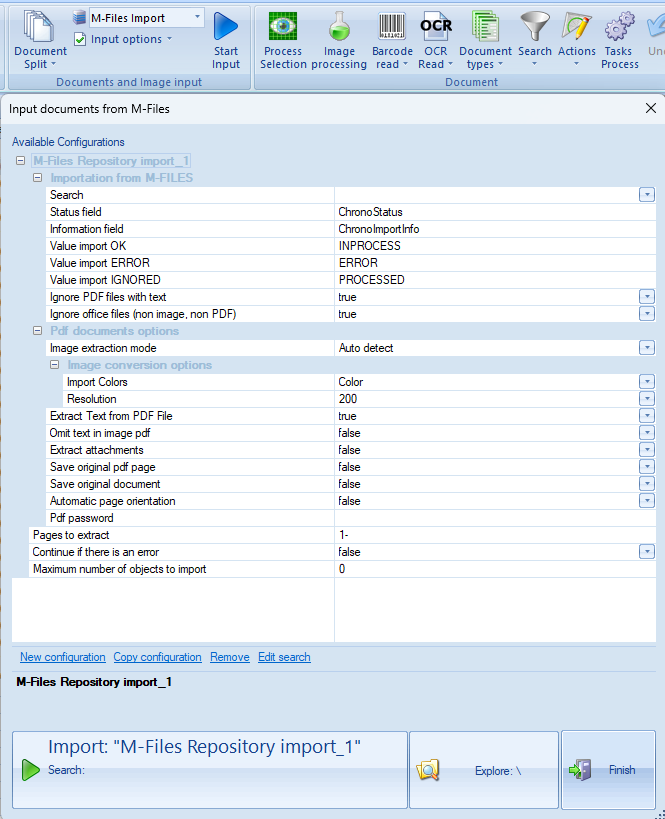 M-Files Import
Input options
Document Split
Start Input
Process Selection
Image processing
Barcode read
OCR
OCR Read
Document types
Search
Actions
Tasks Process
Documents and Image input
Document
Input documents from M-Files
Available Configurations
M-Files Repository import_1
Importation from M-FILES
Search
Status field ChronoStatus
Information field ChronoImportInfo
Value import OK INPROCESS
Value import ERROR ERROR
Value import IGNORED PROCESSED
Ignore PDF files with text true
Ignore office files (non image, non PDF) true
Pdf documents options
Image extraction mode Auto detect
Image conversion options
Import Colors Color
Resolution 200
Extract Text from PDF File true
Omit text in image pdf false
Extract attachments false
Save original pdf page false
Save original document false
Automatic page orientation false
Pdf password
Pages to extract 1-
Continue if there is an error false
Maximum number of objects to import 0
New configuration Copy configuration Remove Edit search
M-Files Repository import_1
Import: "M-Files Repository import_1"
Search:
Explore: \
Finish